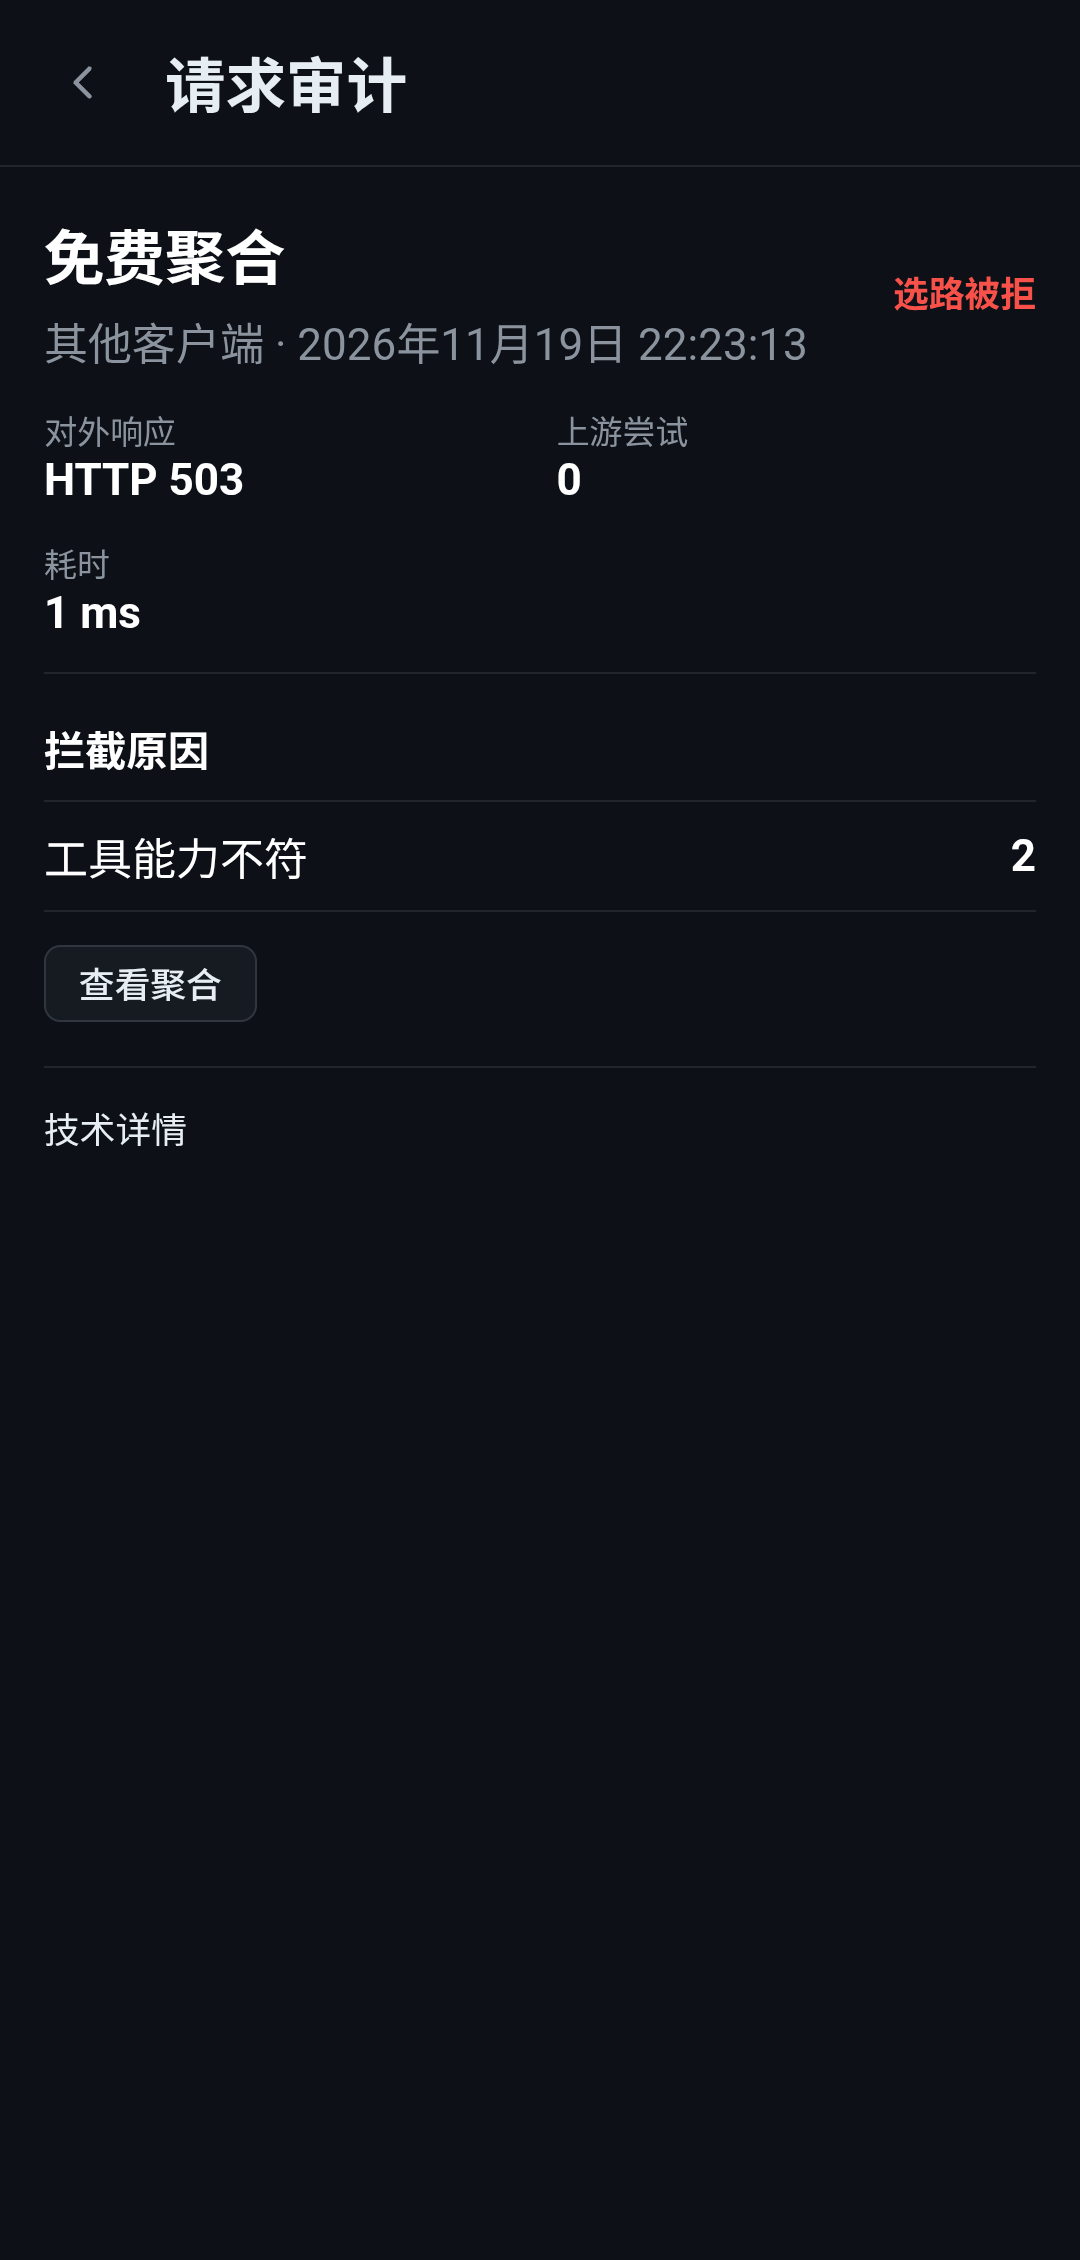 请求审计
免费聚合
选路被拒
其他客户端 · 2026年11月19日 22:23:13
对外响应
HTTP 503
上游尝试
0
耗时
1 ms
拦截原因
工具能力不符
2
查看聚合
技术详情